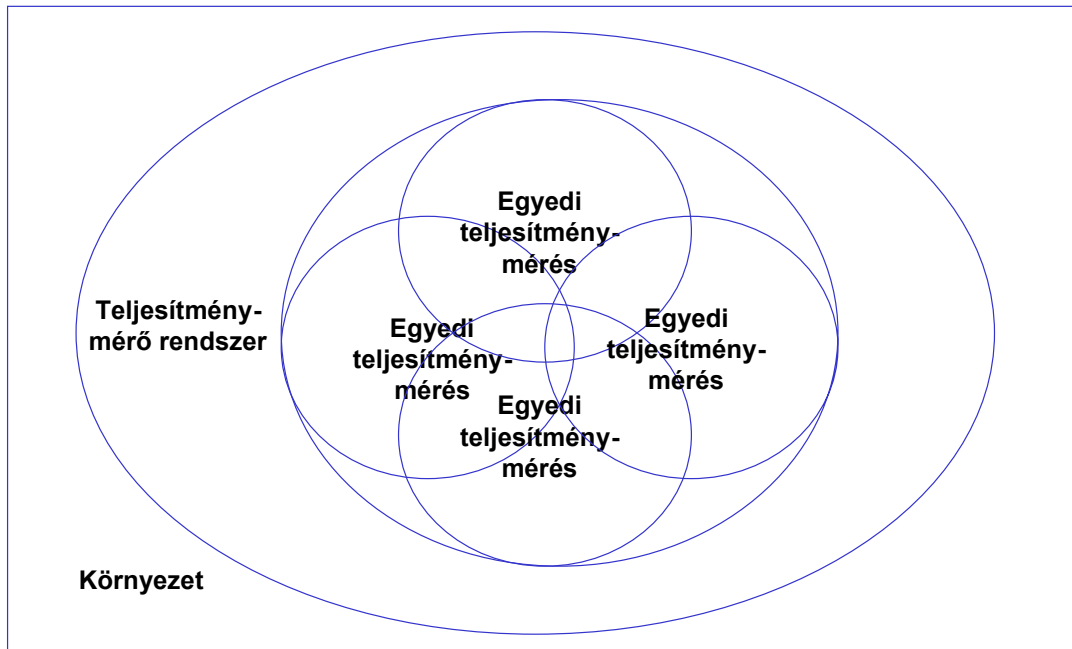 Egyedi
teljesítmény-
mérés
Teljesítmény-
mérő rendszer
Egyedi
teljesítmény-
mérés
Egyedi
teljesítmény-
mérés
Egyedi
teljesítmény-
mérés
Környezet